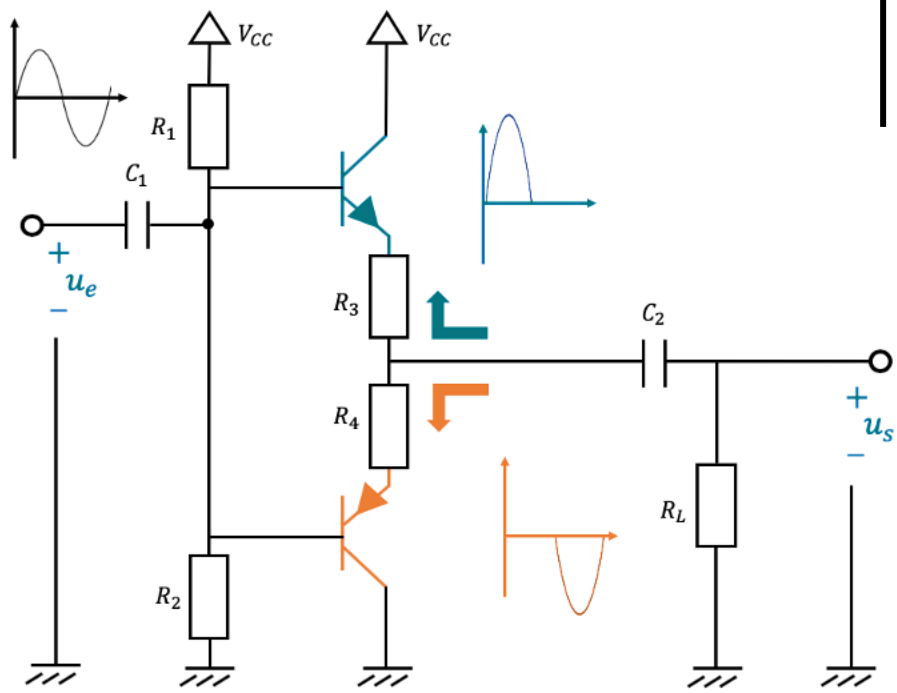 V_CC
V_CC
R_1
C_1
+
u_e
−
R_3
C_2
R_4
+
u_s
−
R_L
R_2